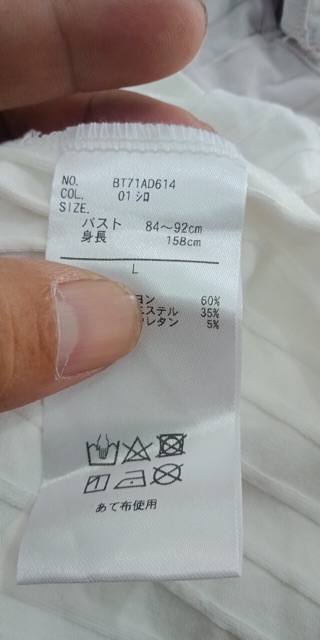 NO. BT71AD614
COL. 01 シロ
SIZE.
バスト 84〜92cm
身長 158cm
L
ヨン 60%
エステル 35%
レタン 5%
あて布使用